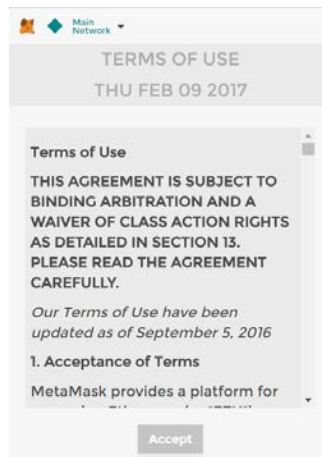 Main
Network
TERMS OF USE
THU FEB 09 2017
Terms of Use
THIS AGREEMENT IS SUBJECT TO
BINDING ARBITRATION AND A
WAIVER OF CLASS ACTION RIGHTS
AS DETAILED IN SECTION 13.
PLEASE READ THE AGREEMENT
CAREFULLY.
Our Terms of Use have been
updated as of September 5, 2016
1. Acceptance of Terms
MetaMask provides a platform for
Accept